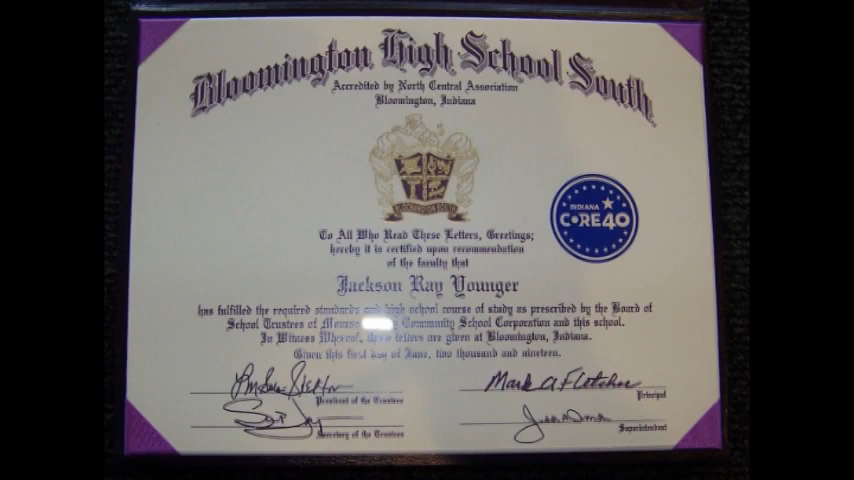 Bloomington High School South
Accredited by North Central Association
Bloomington, Indiana
BLOOMINGTON SOUTH
INDIANA
CORE40
To All Who Read These Letters, Greetings;
hereby it is certified upon recommendation
of the faculty that
Jackson Ray Younger
has fulfilled the required standards and high school course of study as prescribed by the Board of
School Trustees of Monroe Community School Corporation and this school.
In Witness Whereof, these letters are given at Bloomington, Indiana.
Given this first day of June, two thousand and nineteen.
Mark A Fletcher
President of the Trustees
Principal
Secretary of the Trustees
Superintendent